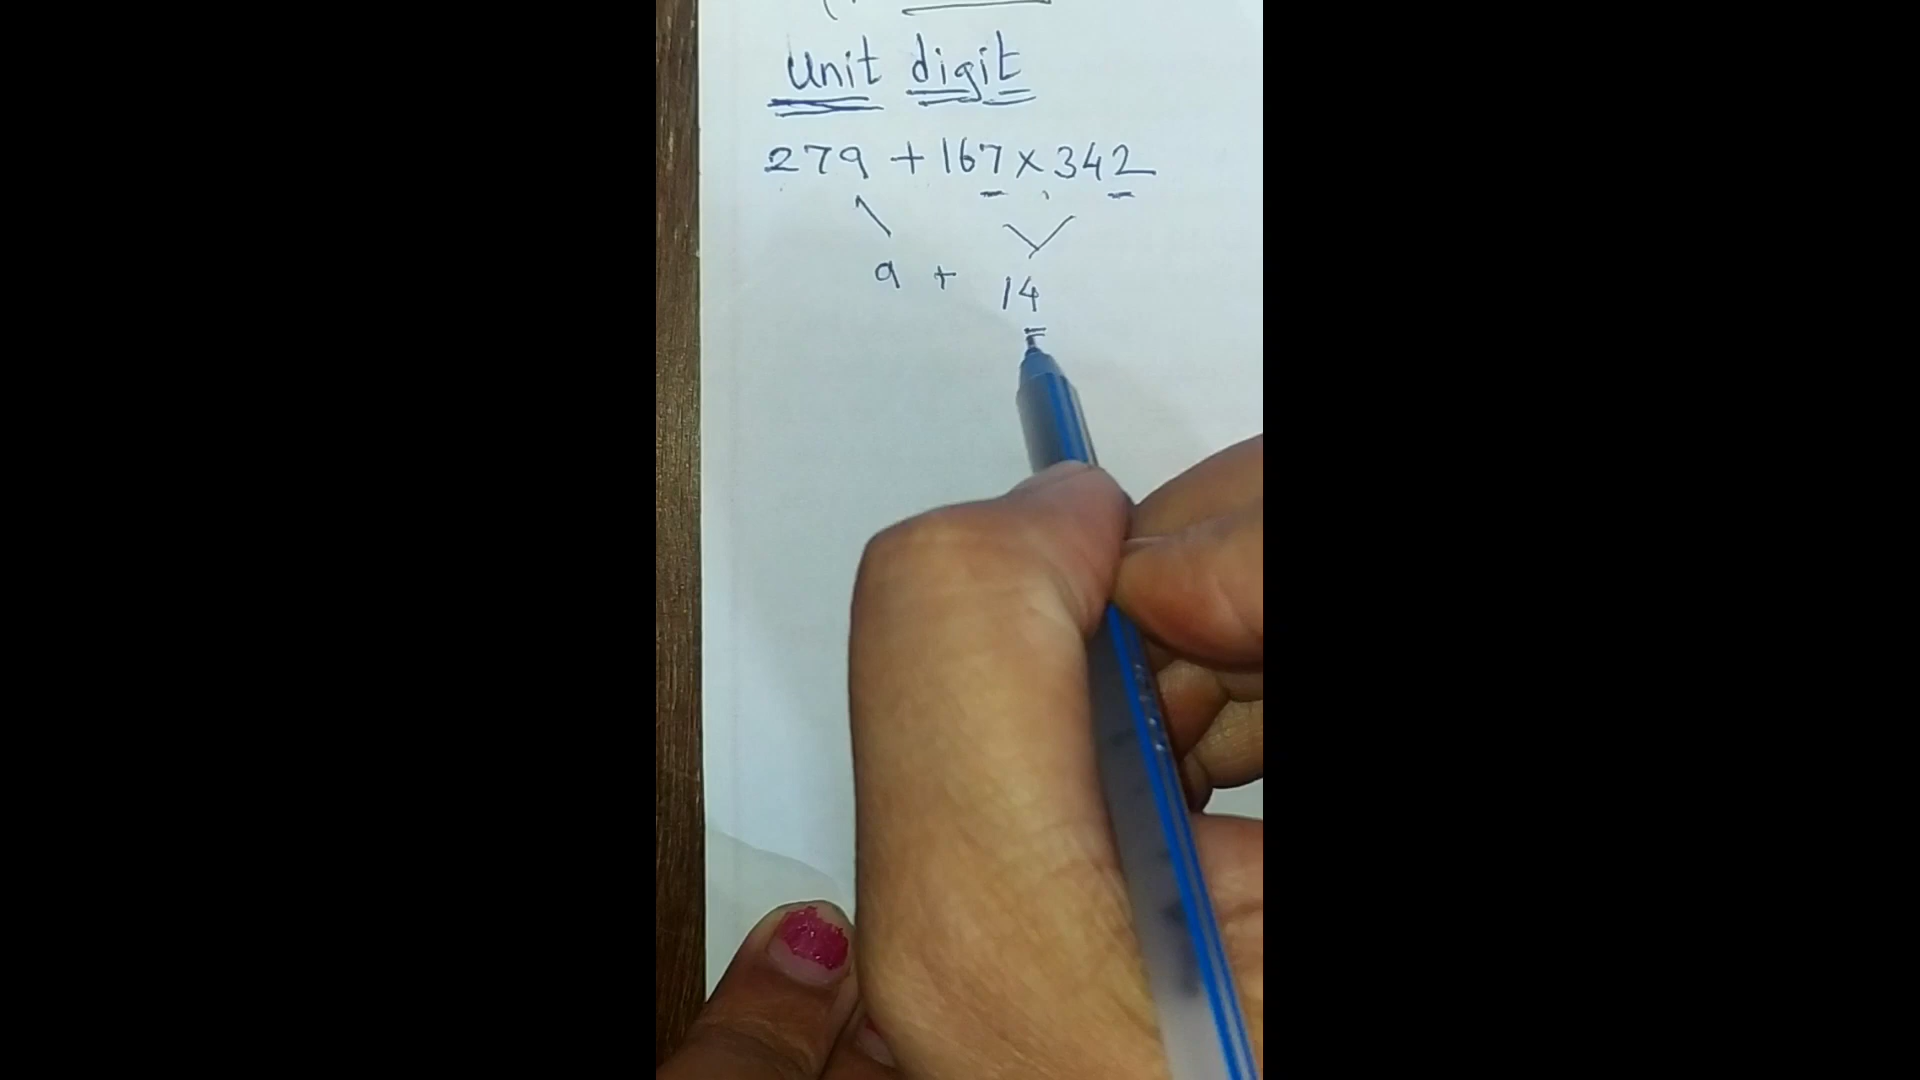 unit digit
279 + 167 × 342
9 + 14